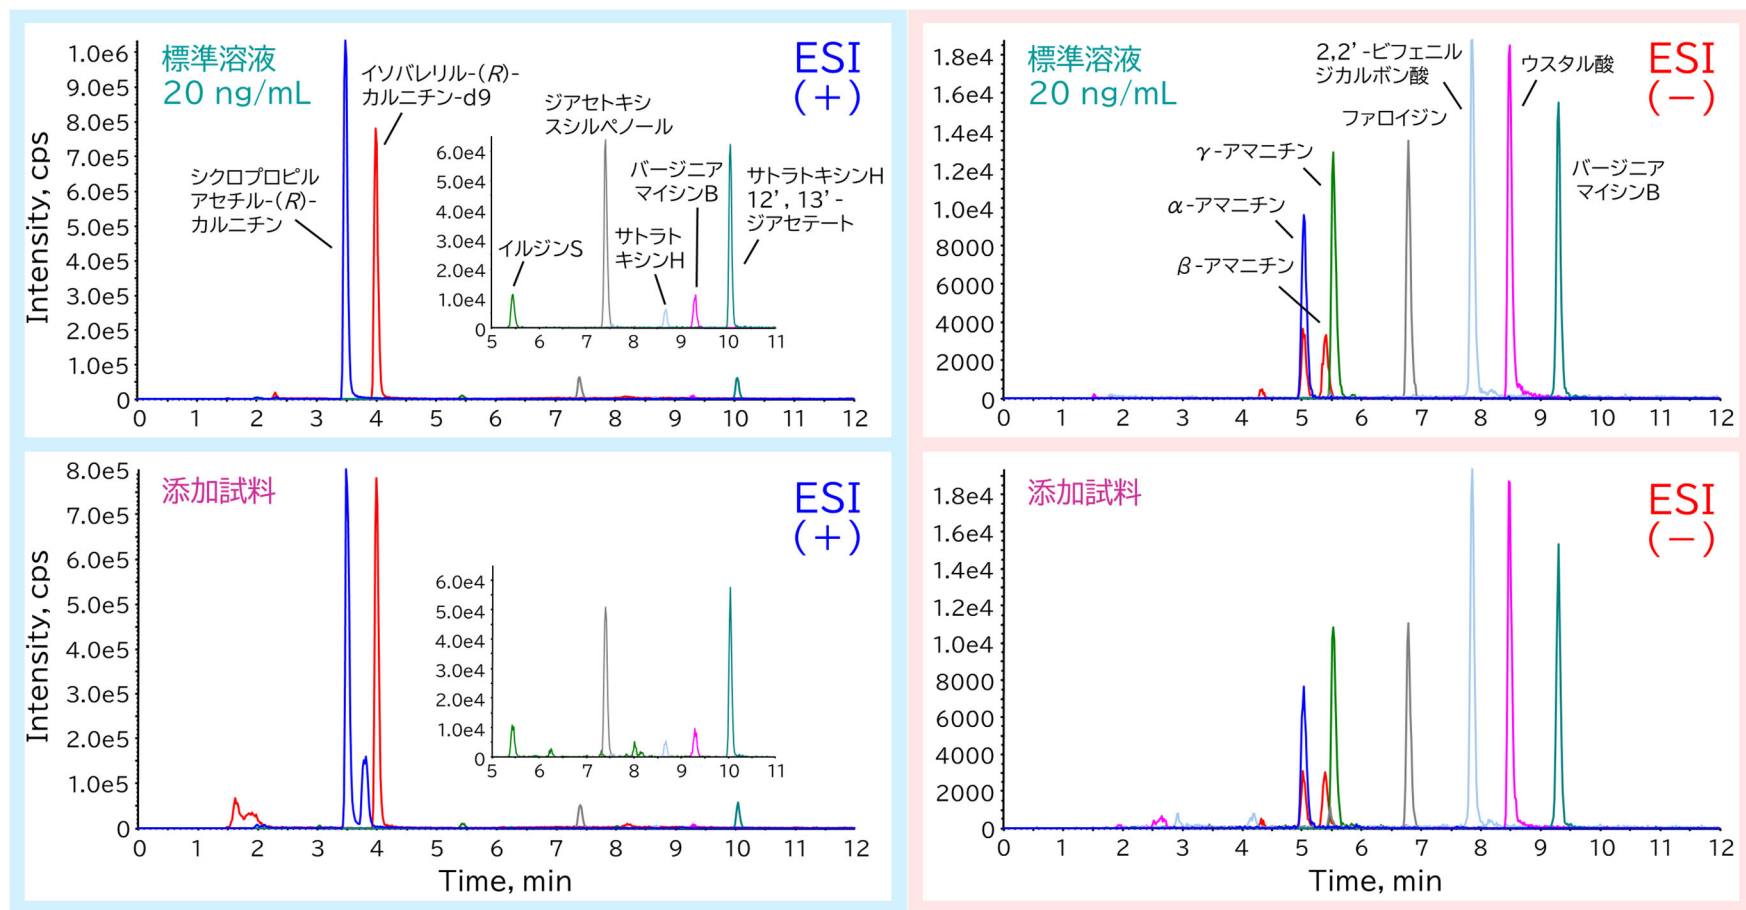 標準溶液
20 ng/mL
ESI
(+)
イソバレリル-(R)-
カルニチン-d9
シクロプロピル
アセチル-(R)-
カルニチン
ジアセトキシ
スシルペノール
バージニア
マイシンB
サトラトキシンH
12', 13'-
ジアセテート
イルジンS
サトラト
キシンH
Intensity, cps
1.0e6
9.0e5
8.0e5
7.0e5
6.0e5
5.0e5
4.0e5
3.0e5
2.0e5
1.0e5
0
0 1 2 3 4 5 6 7 8 9 10 11 12
6.0e4
5.0e4
4.0e4
3.0e4
2.0e4
1.0e4
0
5 6 7 8 9 10 11
標準溶液
20 ng/mL
ESI
(−)
2,2'-ビフェニル
ジカルボン酸
ウスタル酸
ファロイジン
γ-アマニチン
α-アマニチン
β-アマニチン
バージニア
マイシンB
1.8e4
1.6e4
1.4e4
1.2e4
1.0e4
8000
6000
4000
2000
0
0 1 2 3 4 5 6 7 8 9 10 11 12
添加試料
ESI
(+)
Intensity, cps
8.0e5
7.0e5
6.0e5
5.0e5
4.0e5
3.0e5
2.0e5
1.0e5
0
0 1 2 3 4 5 6 7 8 9 10 11 12
6.0e4
5.0e4
4.0e4
3.0e4
2.0e4
1.0e4
0
5 6 7 8 9 10 11
Time, min
添加試料
ESI
(−)
1.8e4
1.6e4
1.4e4
1.2e4
1.0e4
8000
6000
4000
2000
0
0 1 2 3 4 5 6 7 8 9 10 11 12
Time, min